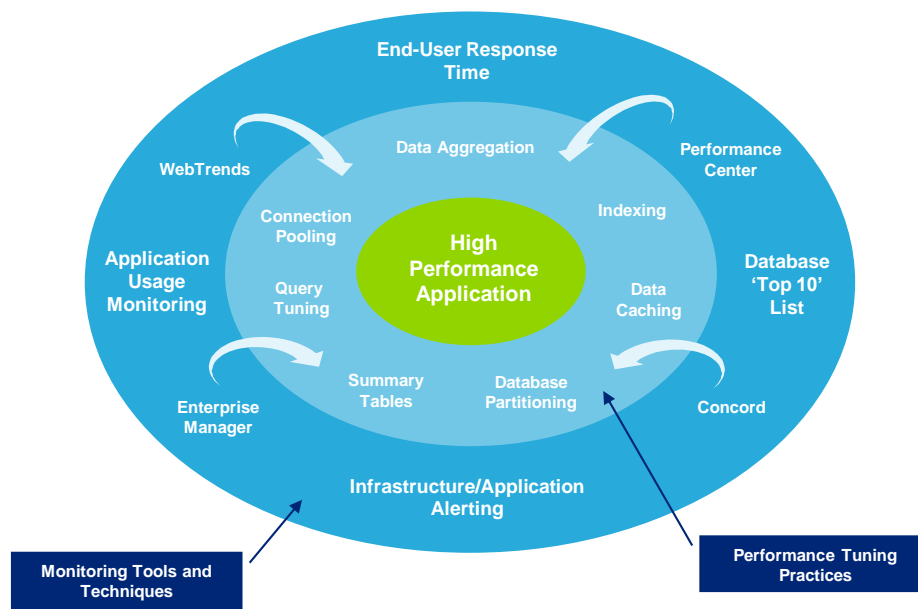 End-User Response
Time
WebTrends
Data Aggregation
Performance
Center
Connection
Pooling
Indexing
High
Performance
Application
Application
Usage
Monitoring
Query
Tuning
Data
Caching
Database
‘Top 10’
List
Summary
Tables
Database
Partitioning
Enterprise
Manager
Concord
Infrastructure/Application
Alerting
Monitoring Tools and
Techniques
Performance Tuning
Practices